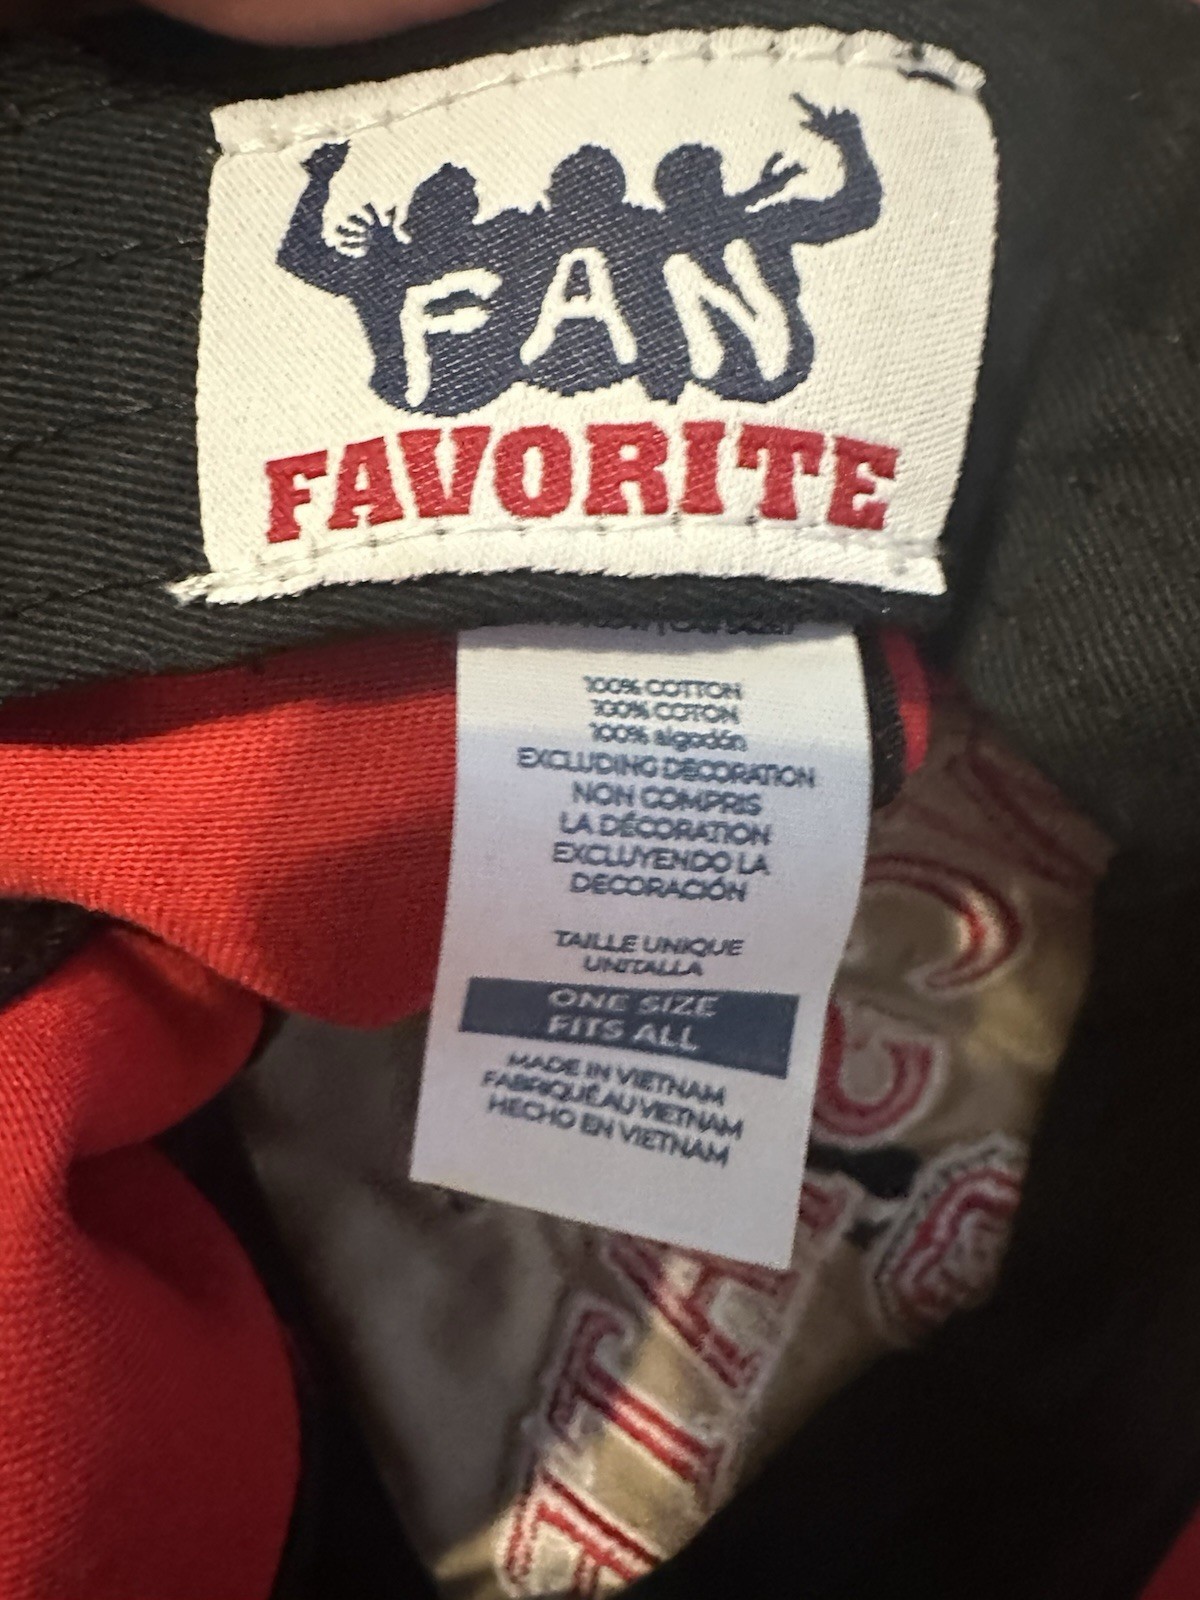 FAN
FAVORITE
100% COTTON
100% COTON
100% algodón
EXCLUDING DECORATION
NON COMPRIS
LA DÉCORATION
EXCLUYENDO LA
DECORACIÓN
TAILLE UNIQUE
UNITALLA
ONE SIZE
FITS ALL
MADE IN VIETNAM
FABRIQUÉ AU VIETNAM
HECHO EN VIETNAM